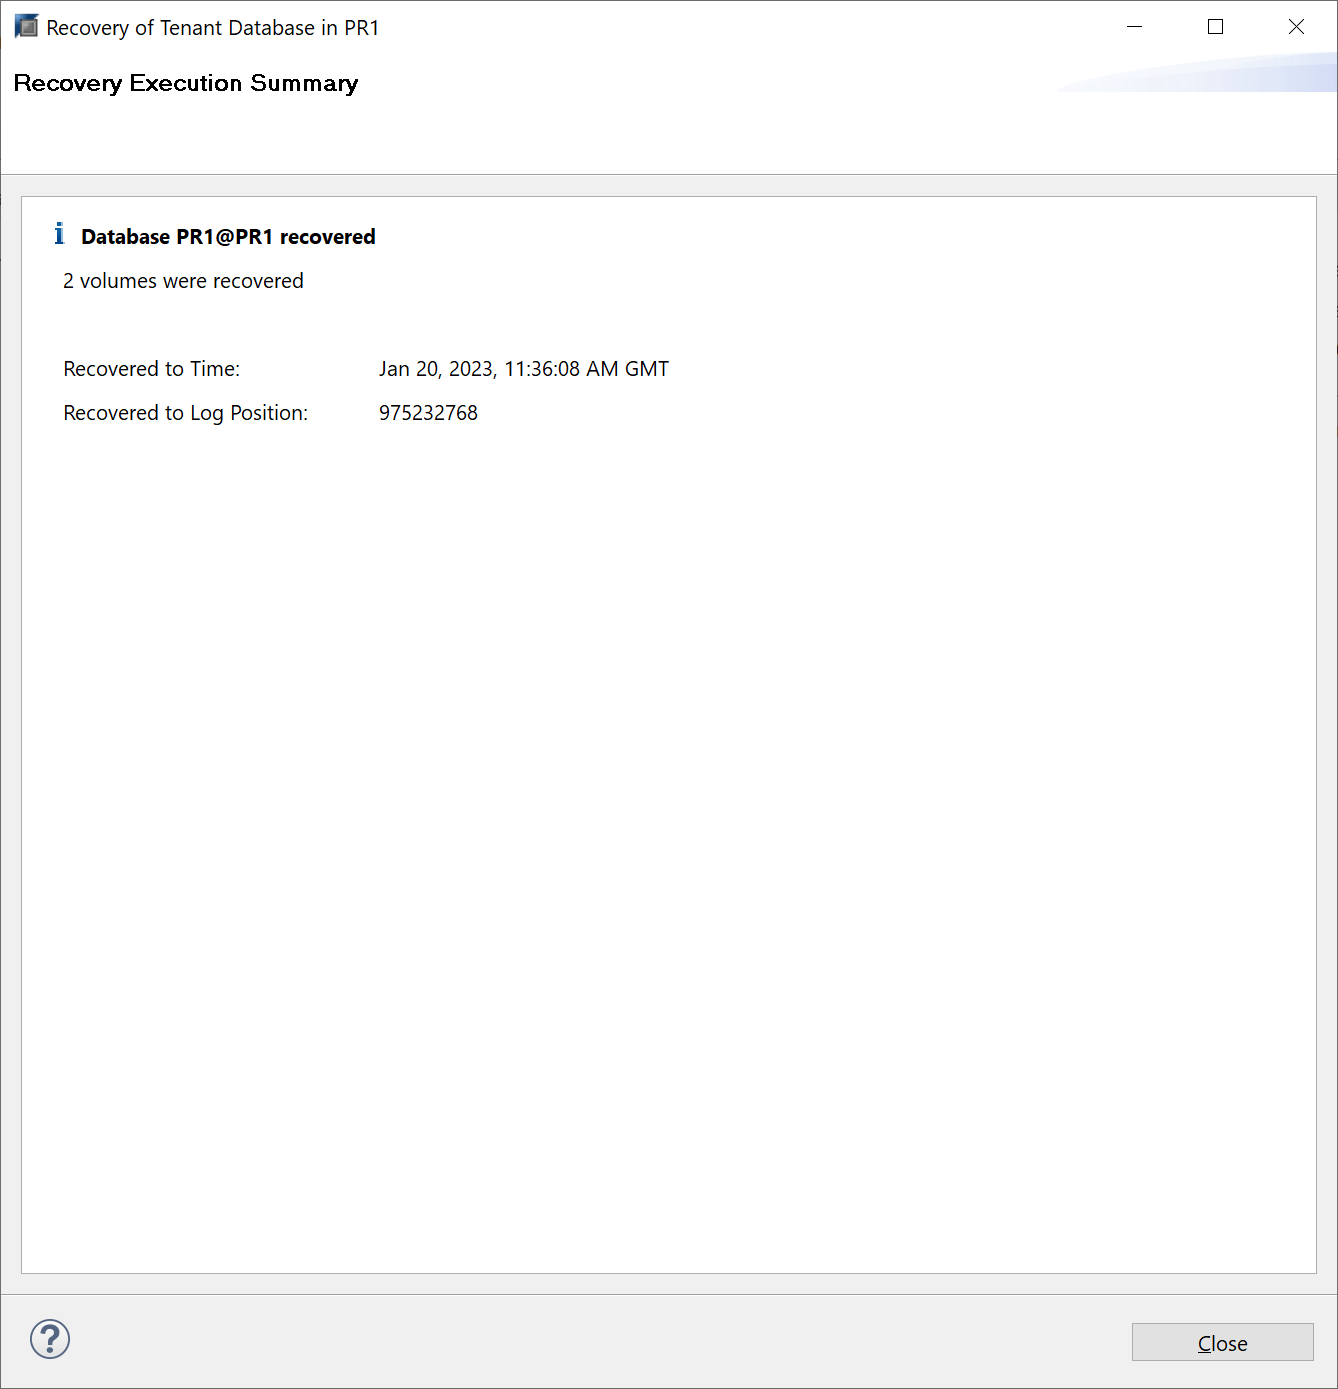 Recovery of Tenant Database in PR1
Recovery Execution Summary
i Database PR1@PR1 recovered
2 volumes were recovered
Recovered to Time: Jan 20, 2023, 11:36:08 AM GMT
Recovered to Log Position: 975232768
? Close